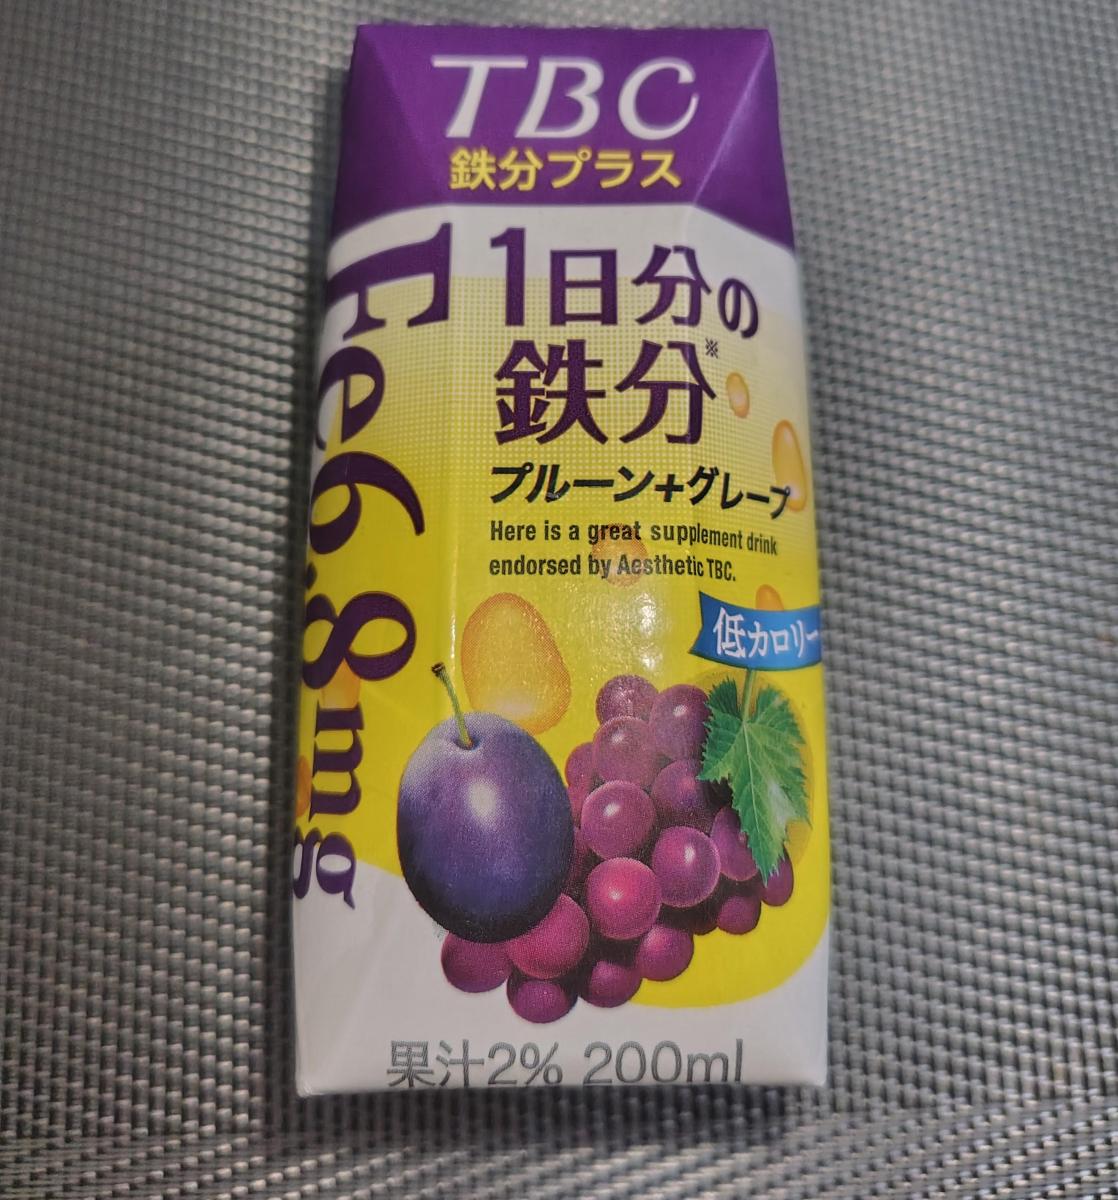 TBC
鉄分プラス
1日分の
鉄分※
プルーン+グレープ
Here is a great supplement drink
endorsed by Aesthetic TBC.
低カロリー
Fe6.8mg
果汁2% 200ml